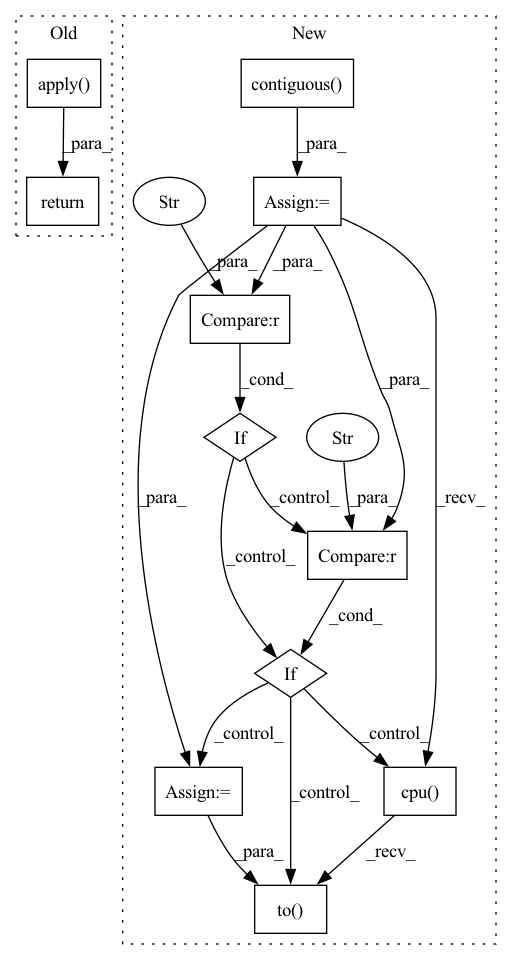 Old
New
apply()
contiguous()
_para_
_para_
return
Str
Assign:=
_para_
_para_
Compare:r
_cond_
_para_
If
Str
_para_
_control_
_para_
_recv_
_control_
Compare:r
_cond_
If
_control_
_control_
_control_
Assign:=
cpu()
_para_
_recv_
to()